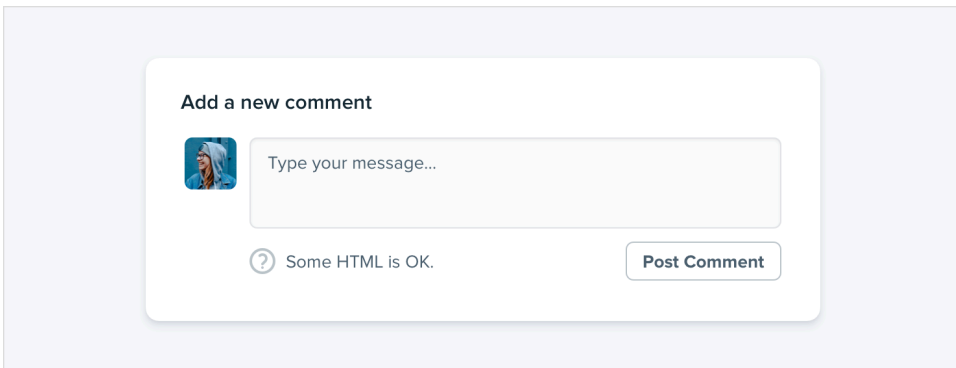 Add a new comment
Type your message...
Some HTML is OK.
Post Comment